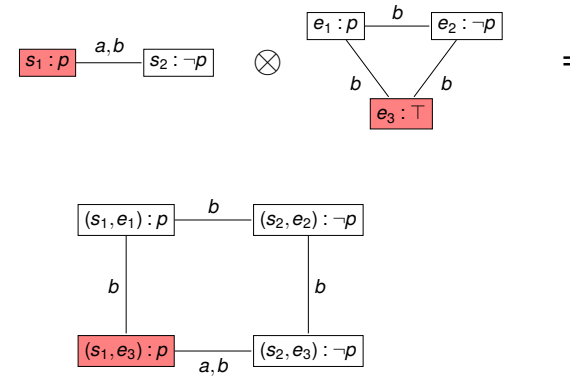 e₁ : p b e₂ : ¬p
s₁ : p a,b s₂ : ¬p ⊗ =
b b
e₃ : ⊤
(s₁,e₁) : p b (s₂,e₂) : ¬p
b b
(s₁,e₃) : p a,b (s₂,e₃) : ¬p